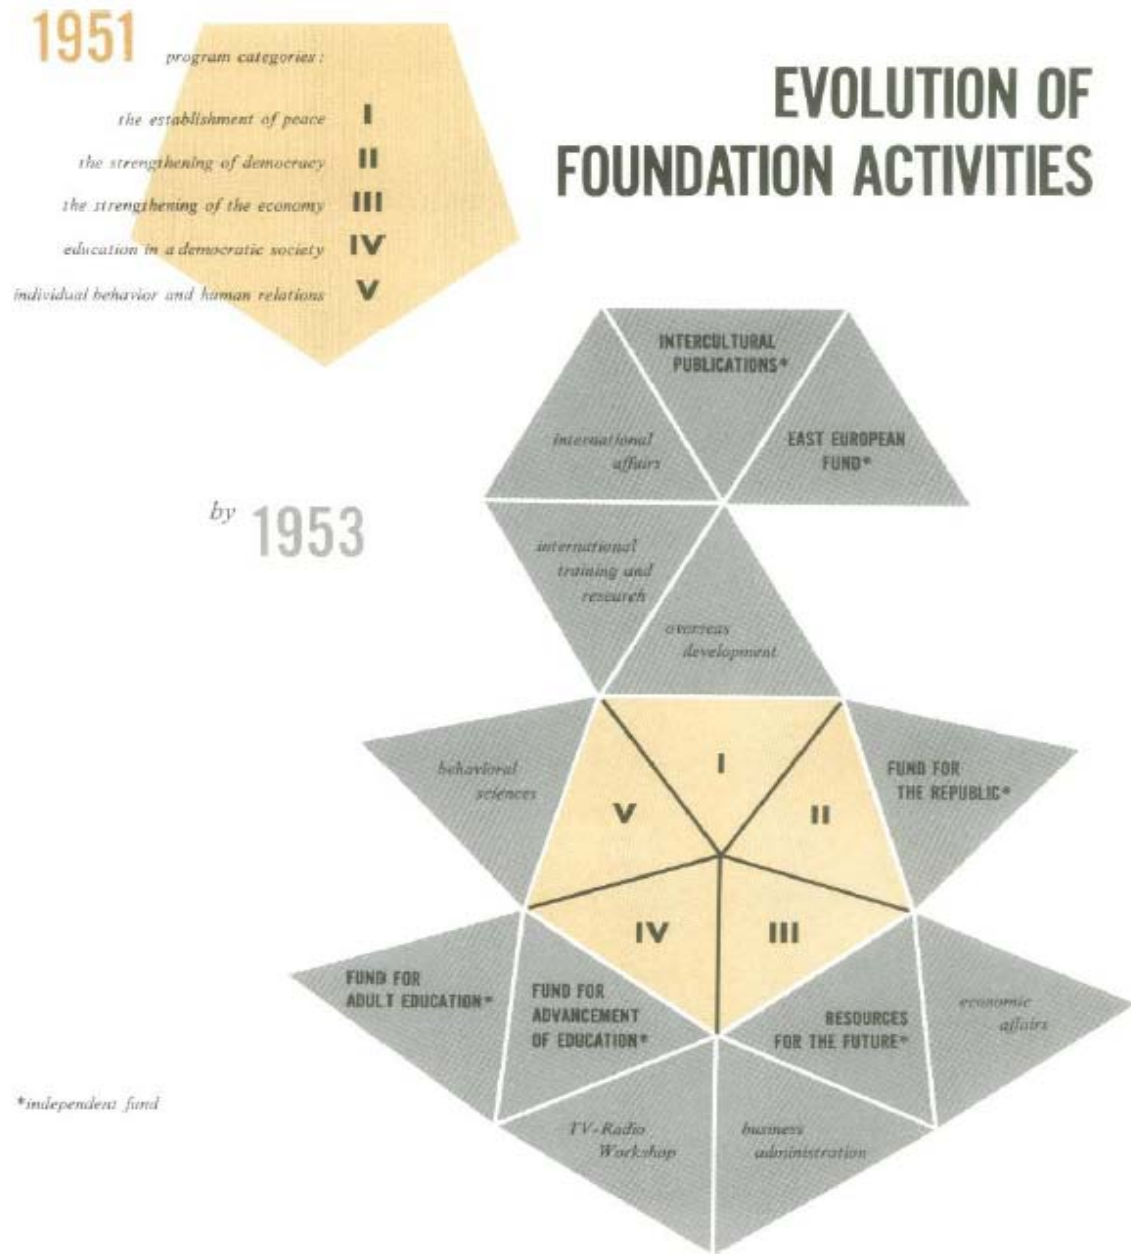 1951
program categories:
EVOLUTION OF
FOUNDATION ACTIVITIES
the establishment of peace I
the strengthening of democracy II
the strengthening of the economy III
education in a democratic society IV
individual behavior and human relations V
INTERCULTURAL
PUBLICATIONS*
international
affairs
EAST EUROPEAN
FUND*
by 1953
international
training and
research
overseas
development
behavioral
sciences
I
FUND FOR
THE REPUBLIC*
V
II
IV
III
FUND FOR
ADULT EDUCATION*
FUND FOR
ADVANCEMENT
OF EDUCATION*
RESOURCES
FOR THE FUTURE*
economic
affairs
*independent fund
TV-Radio
Workshop
business
administration